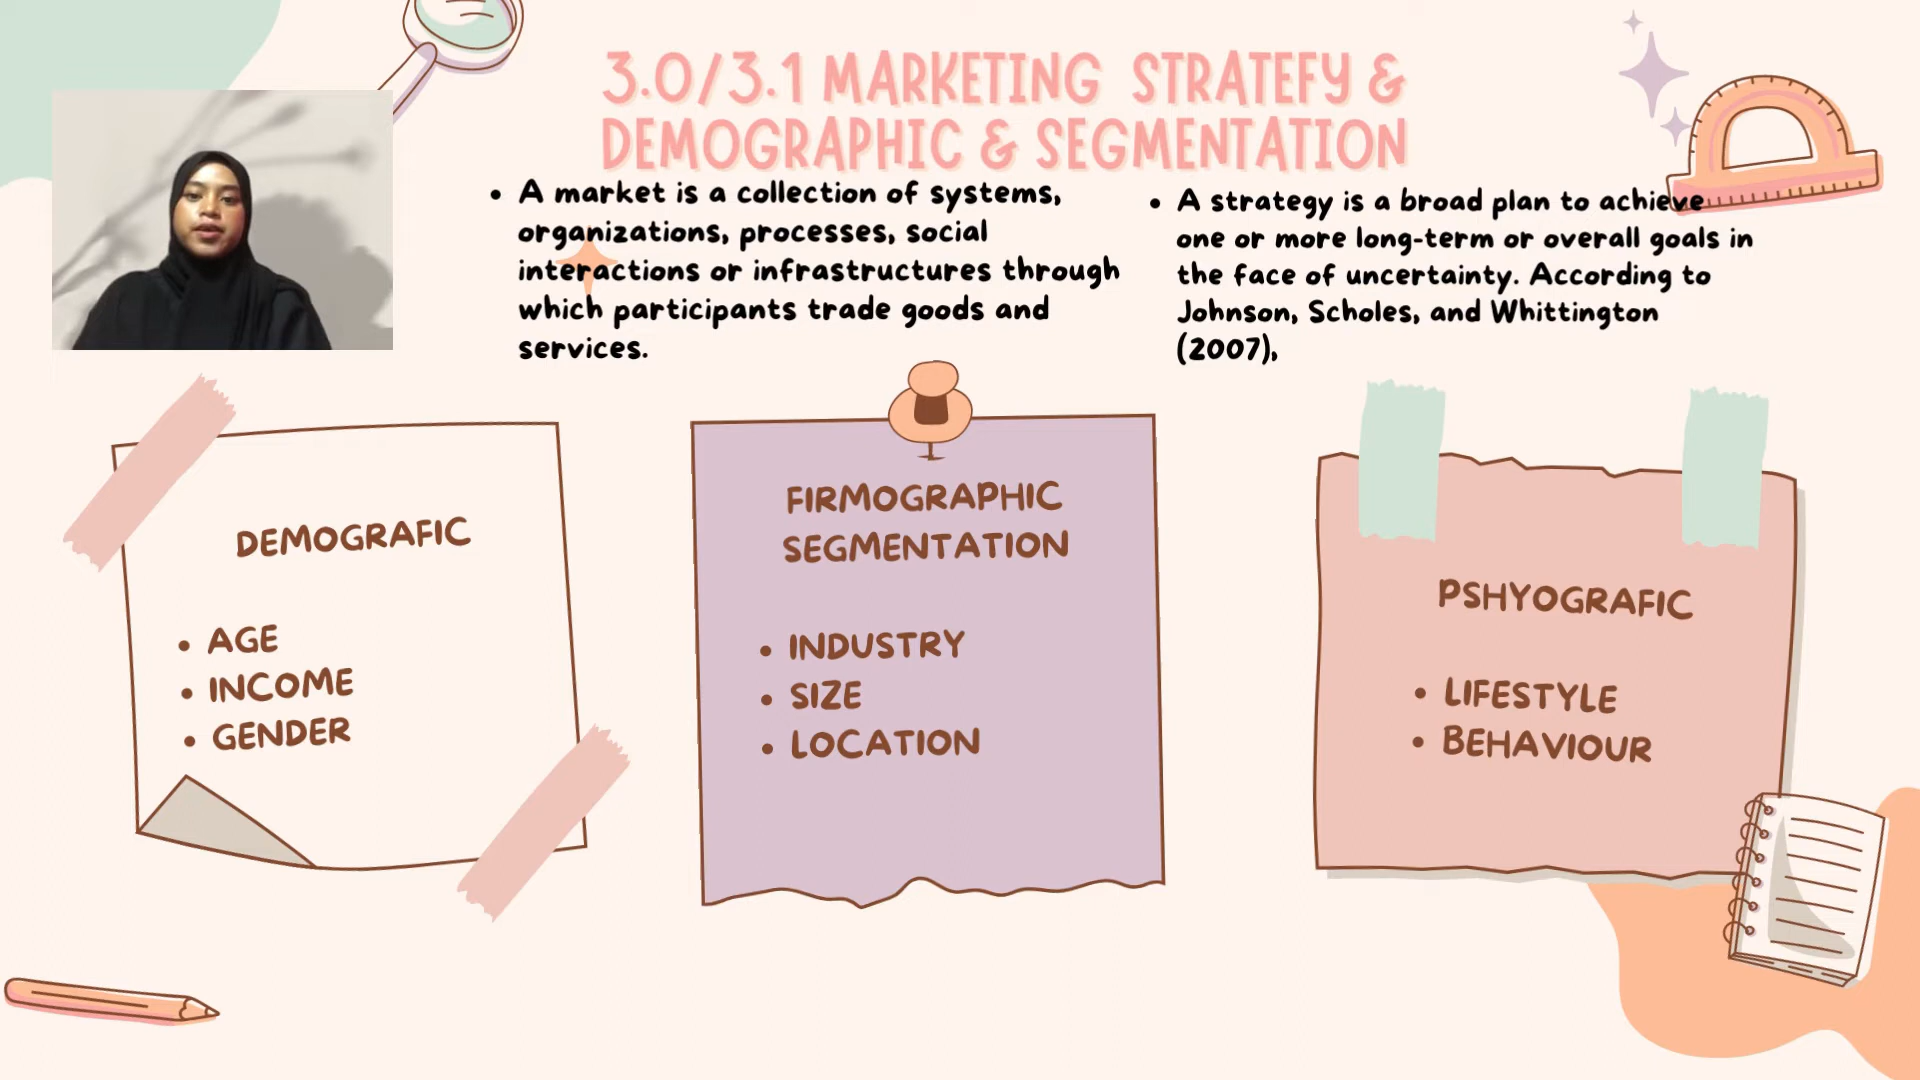 3.0/3.1 MARKETING STRATEFY &
DEMOGRAPHIC & SEGMENTATION
• A market is a collection of systems,
organizations, processes, social
interactions or infrastructures through
which participants trade goods and
services.
• A strategy is a broad plan to achieve
one or more long-term or overall goals in
the face of uncertainty. According to
Johnson, Scholes, and Whittington
(2007),
DEMOGRAFIC
• AGE
• INCOME
• GENDER
FIRMOGRAPHIC
SEGMENTATION
• INDUSTRY
• SIZE
• LOCATION
PSHYOGRAFIC
• LIFESTYLE
• BEHAVIOUR